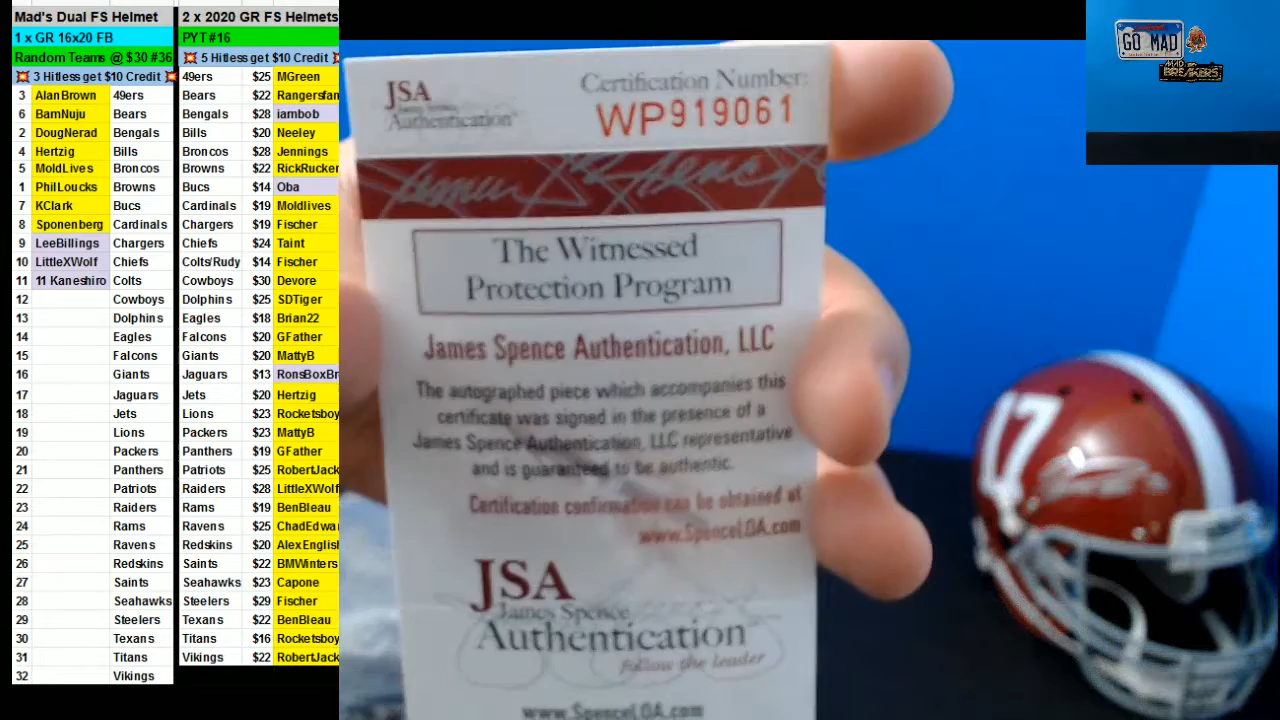 Mad's Dual FS Helmet
1 x GR 16x20 FB
Random Teams @ $30 #36
3 Hitless get $10 Credit
3 AlanBrown 49ers
6 BamNuju Bears
2 DougNerad Bengals
4 Hertzig Bills
5 MoldLives Broncos
1 PhilLoucks Browns
7 KClark Bucs
8 Sponenberg Cardinals
9 LeeBillings Chargers
10 LittleXWolf Chiefs
11 11 Kaneshiro Colts
12 Cowboys
13 Dolphins
14 Eagles
15 Falcons
16 Giants
17 Jaguars
18 Jets
19 Lions
20 Packers
21 Panthers
22 Patriots
23 Raiders
24 Rams
25 Ravens
26 Redskins
27 Saints
28 Seahawks
29 Steelers
30 Texans
31 Titans
32 Vikings
2 x 2020 GR FS Helmets
PYT #16
5 Hitless get $10 Credit
49ers $25 MGreen
Bears $22 Rangersfan
Bengals $28 iambob
Bills $20 Neeley
Broncos $28 Jennings
Browns $22 RickRucker
Bucs $14 Oba
Cardinals $19 Moldlives
Chargers $19 Fischer
Chiefs $24 Taint
Colts/Rudy $14 Fischer
Cowboys $30 Devore
Dolphins $25 SDTiger
Eagles $18 Brian22
Falcons $20 GFather
Giants $20 MattyB
Jaguars $13 RonsBoxBr
Jets $20 Hertzig
Lions $23 Rocketsboy
Packers $23 MattyB
Panthers $19 GFather
Patriots $25 RobertJack
Raiders $28 LittleXWolf
Rams $19 BenBleau
Ravens $25 ChadEdwa
Redskins $20 AlexEnglish
Saints $22 BMWinters
Seahawks $23 Capone
Steelers $29 Fischer
Texans $22 BenBleau
Titans $16 Rocketsboy
Vikings $22 RobertJack
JSA
James Spence
Authentication
Certification Number:
WP919061
James Spence
The Witnessed
Protection Program
James Spence Authentication, LLC
The autographed piece which accompanies this
certificate was signed in the presence of a
James Spence Authentication, LLC representative
and is guaranteed to be authentic.
Certification confirmation can be obtained at
www.SpenceLOA.com
JSA
James Spence
Authentication
follow the leader
www.SpenceLOA.com
GO MAD
MAD
BREAKERS
17